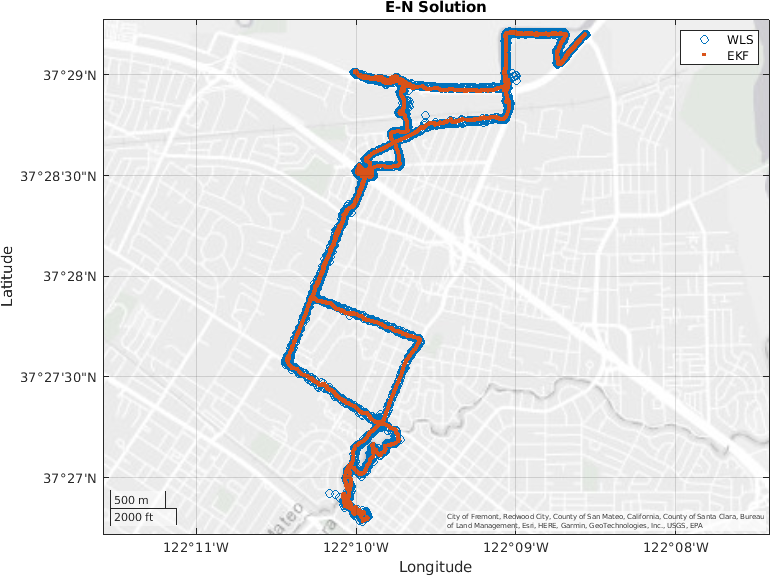 E-N Solution
WLS
EKF
37°29'N
37°28'30"N
37°28'N
37°27'30"N
37°27'N
Latitude
500 m
2000 ft
ateo
City of Fremont, Redwood City, County of San Mateo, California, County of Santa Clara, Bureau
of Land Management, Esri, HERE, Garmin, GeoTechnologies, Inc., USGS, EPA
122°11'W
122°10'W
122°09'W
122°08'W
Longitude